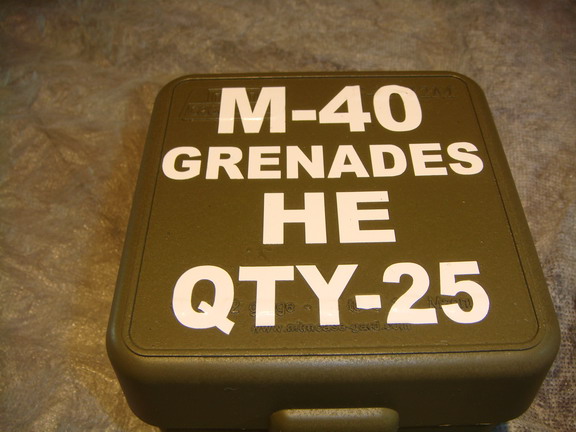 M-40
GRENADES
HE
QTY-25